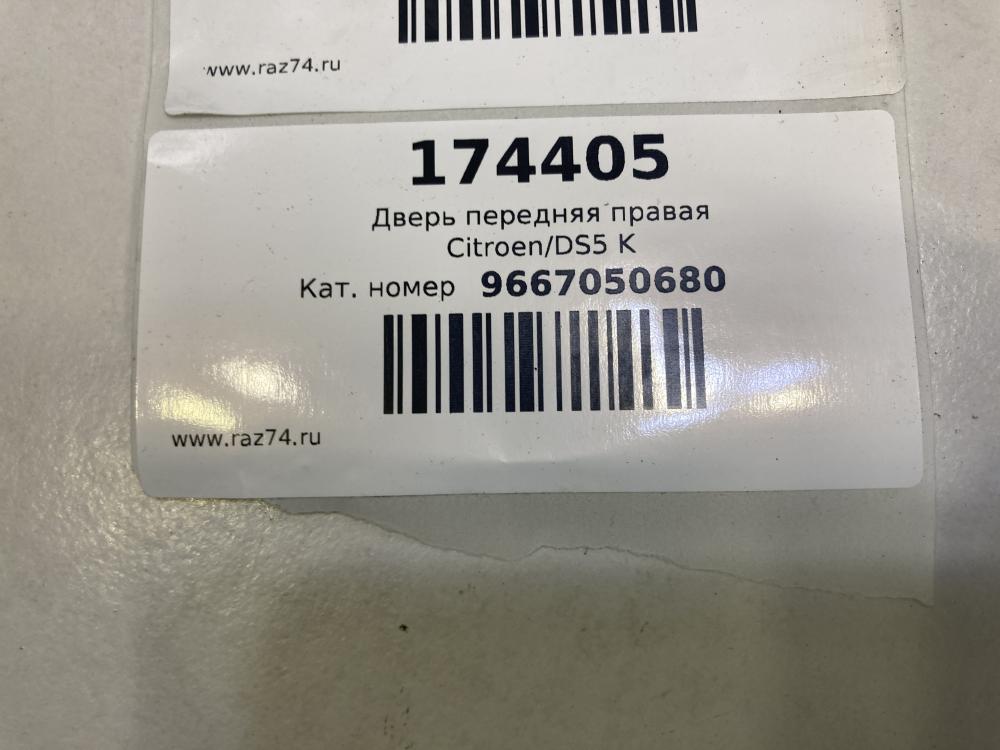 www.raz74.ru
174405
Дверь передняя правая
Citroen/DS5 K
Кат. номер 9667050680
www.raz74.ru